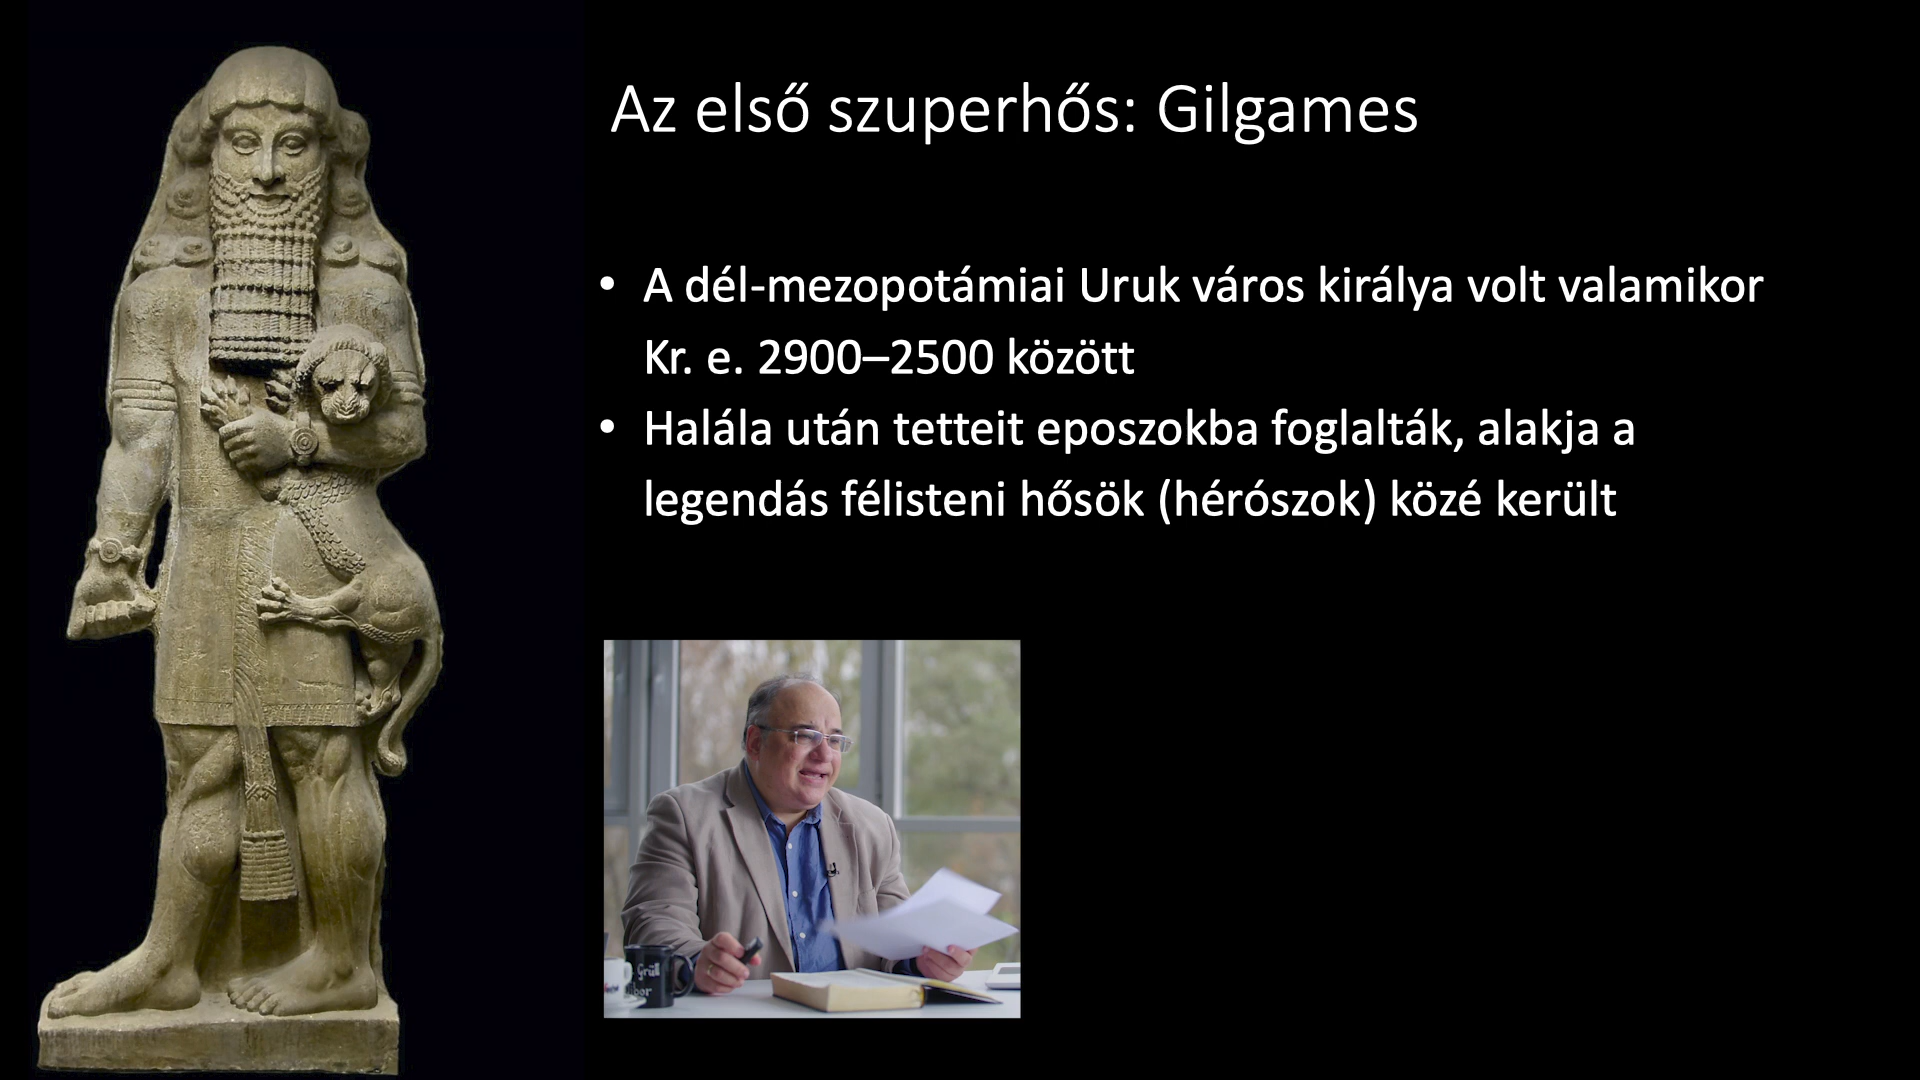 Az első szuperhős: Gilgames
• A dél-mezopotámiai Uruk város királya volt valamikor
Kr. e. 2900–2500 között
• Halála után tetteit eposzokba foglalták, alakja a
legendás félisteni hősök (hérószok) közé került
Grüll